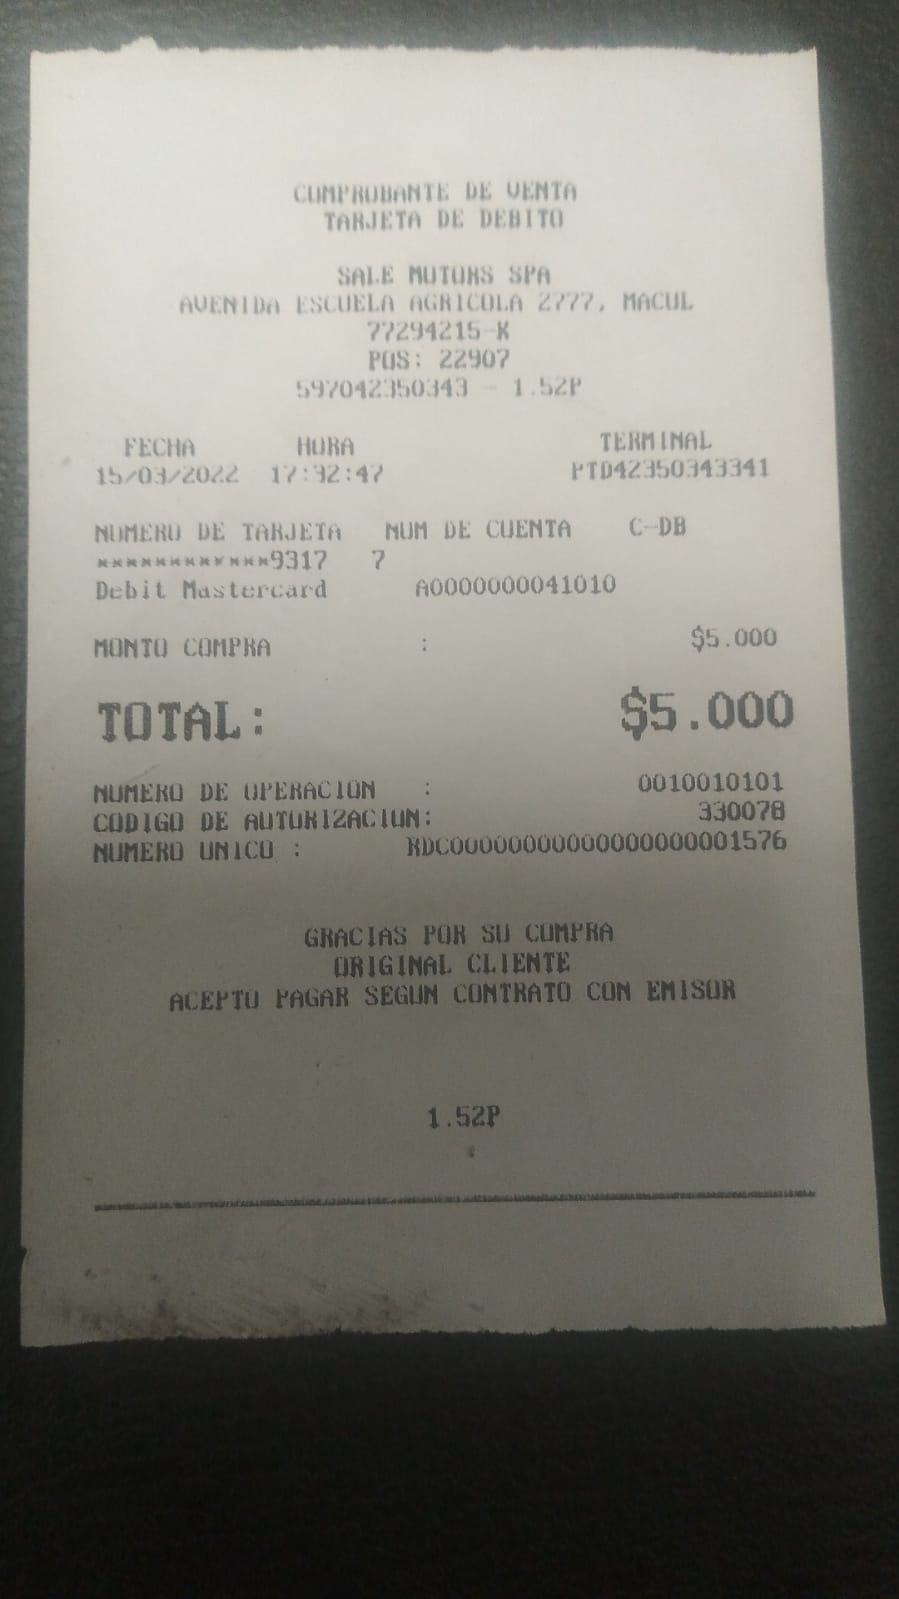 COMPROBANTE DE VENTA
TARJETA DE DEBITO
SALE MOTORS SPA
AVENIDA ESCUELA AGRICOLA 2777, MACUL
77294215-K
POS: 22907
597042350343 - 1.52P
FECHA HORA TERMINAL
15/03/2022 17:32:47 PTD42350343341
NUMERO DE TARJETA NUM DE CUENTA C-DB
************9317 7
Debit Mastercard A0000000041010
MONTO COMPRA : $5.000
TOTAL: $5.000
NUMERO DE OPERACION : 0010010101
CODIGO DE AUTORIZACION: 330078
NUMERO UNICO : RDC00000000000000000001576
GRACIAS POR SU COMPRA
ORIGINAL CLIENTE
ACEPTO PAGAR SEGUN CONTRATO CON EMISOR
1.52P